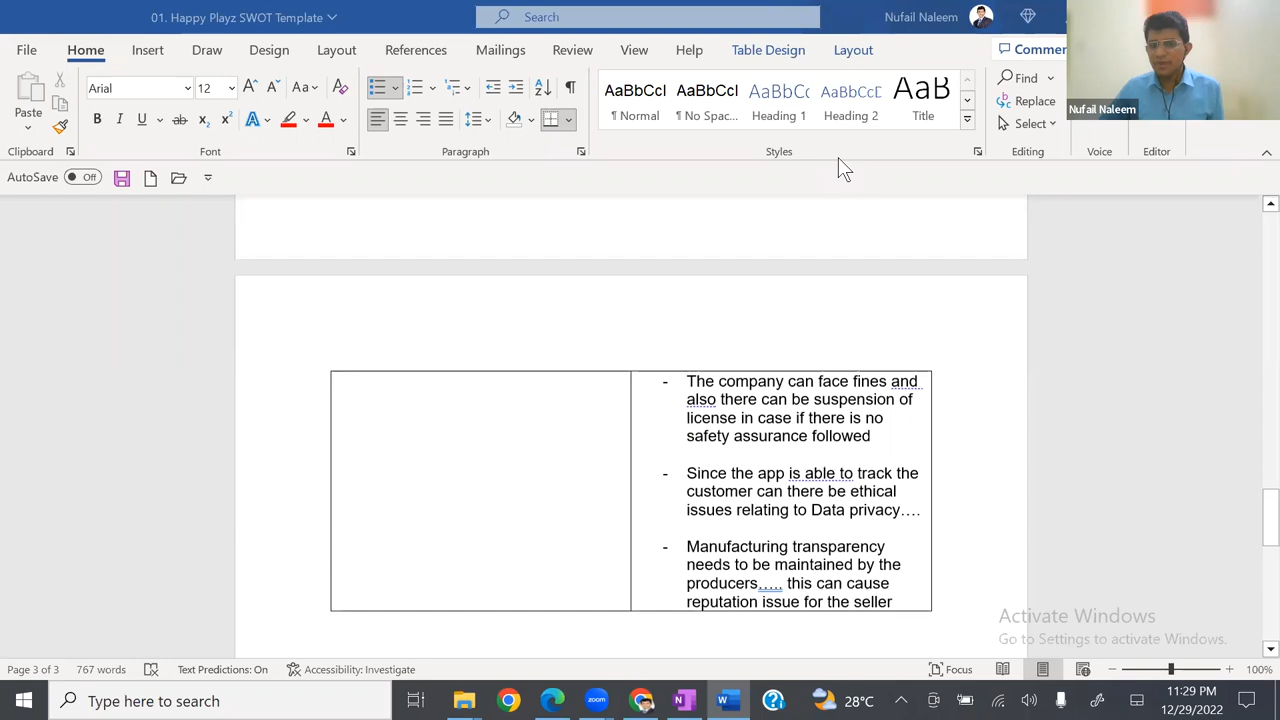 01. Happy Playz SWOT Template
Search
Nufail Naleem
File Home Insert Draw Design Layout References Mailings Review View Help Table Design Layout
Paste
Arial 12
Clipboard Font Paragraph
AaBbCcI AaBbCcI AaBbCc AaBbCcD AaB
¶ Normal ¶ No Spac... Heading 1 Heading 2 Title
Styles
Find
Replace
Select
Editing Voice Editor
Nufail Naleem
AutoSave Off
- The company can face fines and
also there can be suspension of
license in case if there is no
safety assurance followed
- Since the app is able to track the
customer can there be ethical
issues relating to Data privacy….
- Manufacturing transparency
needs to be maintained by the
producers….. this can cause
reputation issue for the seller
Activate Windows
Go to Settings to activate Windows.
Page 3 of 3 767 words Text Predictions: On Accessibility: Investigate Focus 100%
Type here to search
zoom
28°C
11:29 PM
12/29/2022